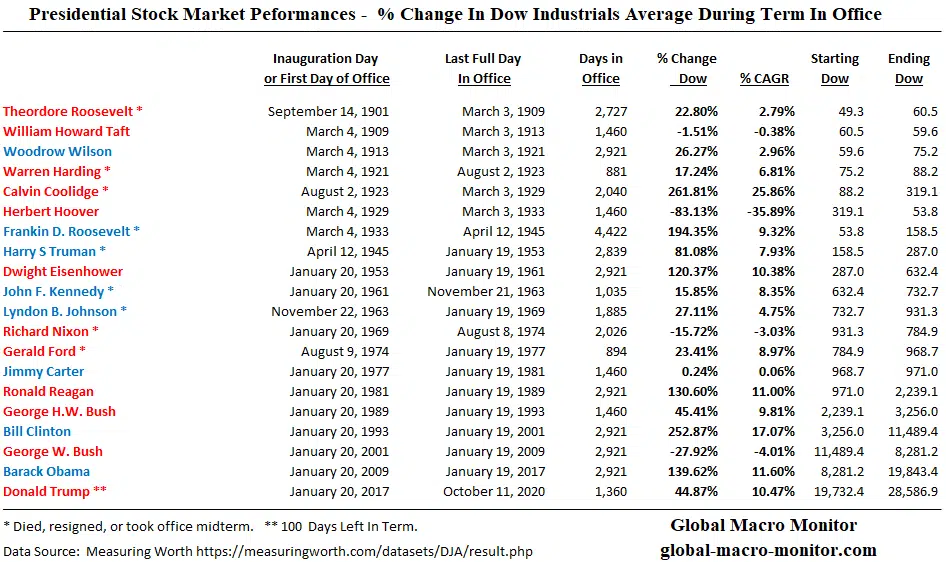 Presidential Stock Market Peformances - % Change In Dow Industrials Average During Term In Office
Inauguration Day Last Full Day Days in % Change Starting Ending
or First Day of Office In Office Office Dow % CAGR Dow Dow
Theordore Roosevelt * September 14, 1901 March 3, 1909 2,727 22.80% 2.79% 49.3 60.5
William Howard Taft March 4, 1909 March 3, 1913 1,460 -1.51% -0.38% 60.5 59.6
Woodrow Wilson March 4, 1913 March 3, 1921 2,921 26.27% 2.96% 59.6 75.2
Warren Harding * March 4, 1921 August 2, 1923 881 17.24% 6.81% 75.2 88.2
Calvin Coolidge * August 2, 1923 March 3, 1929 2,040 261.81% 25.86% 88.2 319.1
Herbert Hoover March 4, 1929 March 3, 1933 1,460 -83.13% -35.89% 319.1 53.8
Frankin D. Roosevelt * March 4, 1933 April 12, 1945 4,422 194.35% 9.32% 53.8 158.5
Harry S Truman * April 12, 1945 January 19, 1953 2,839 81.08% 7.93% 158.5 287.0
Dwight Eisenhower January 20, 1953 January 19, 1961 2,921 120.37% 10.38% 287.0 632.4
John F. Kennedy * January 20, 1961 November 21, 1963 1,035 15.85% 8.35% 632.4 732.7
Lyndon B. Johnson * November 22, 1963 January 19, 1969 1,885 27.11% 4.75% 732.7 931.3
Richard Nixon * January 20, 1969 August 8, 1974 2,026 -15.72% -3.03% 931.3 784.9
Gerald Ford * August 9, 1974 January 19, 1977 894 23.41% 8.97% 784.9 968.7
Jimmy Carter January 20, 1977 January 19, 1981 1,460 0.24% 0.06% 968.7 971.0
Ronald Reagan January 20, 1981 January 19, 1989 2,921 130.60% 11.00% 971.0 2,239.1
George H.W. Bush January 20, 1989 January 19, 1993 1,460 45.41% 9.81% 2,239.1 3,256.0
Bill Clinton January 20, 1993 January 19, 2001 2,921 252.87% 17.07% 3,256.0 11,489.4
George W. Bush January 20, 2001 January 19, 2009 2,921 -27.92% -4.01% 11,489.4 8,281.2
Barack Obama January 20, 2009 January 19, 2017 2,921 139.62% 11.60% 8,281.2 19,843.4
Donald Trump ** January 20, 2017 October 11, 2020 1,360 44.87% 10.47% 19,732.4 28,586.9
* Died, resigned, or took office midterm. ** 100 Days Left In Term. Global Macro Monitor
Data Source: Measuring Worth https://measuringworth.com/datasets/DJA/result.php global-macro-monitor.com